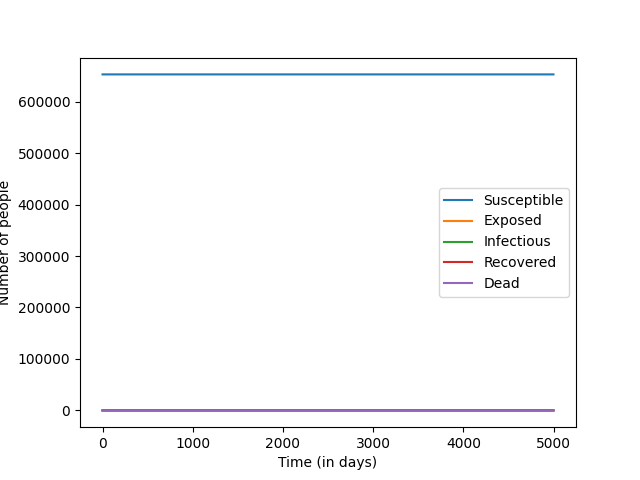 600000
500000
400000
300000
200000
100000
0
Number of people
Susceptible
Exposed
Infectious
Recovered
Dead
0 1000 2000 3000 4000 5000
Time (in days)